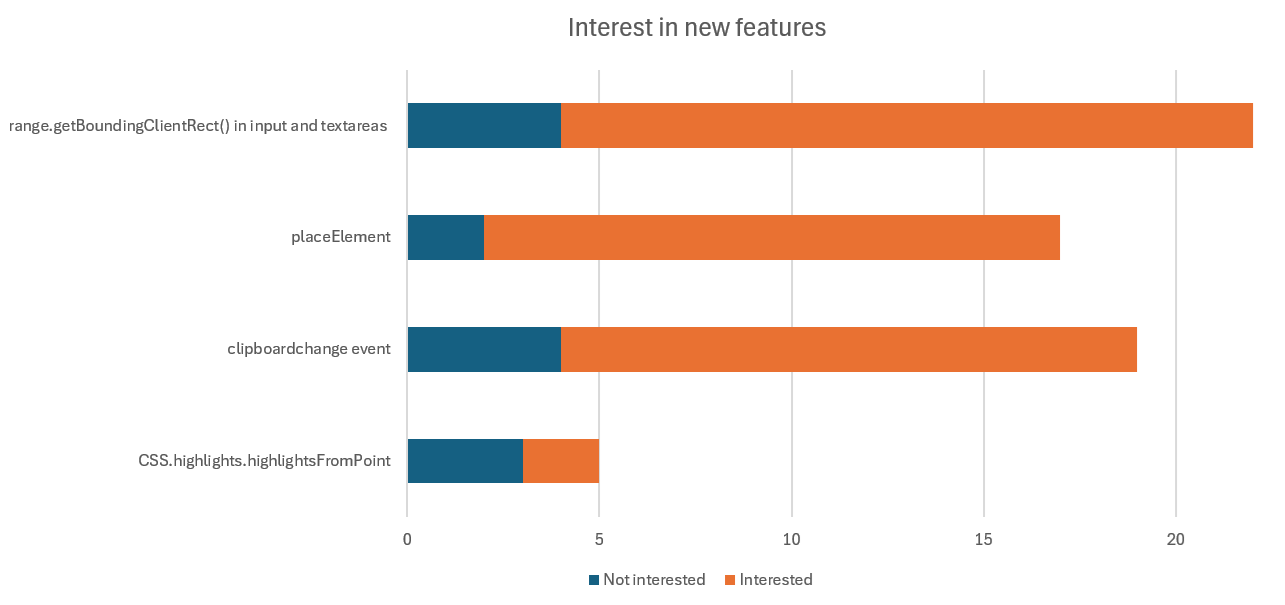 Interest in new features
range.getBoundingClientRect() in input and textareas
placeElement
clipboardchange event
CSS.highlights.highlightsFromPoint
0 5 10 15 20
Not interested Interested